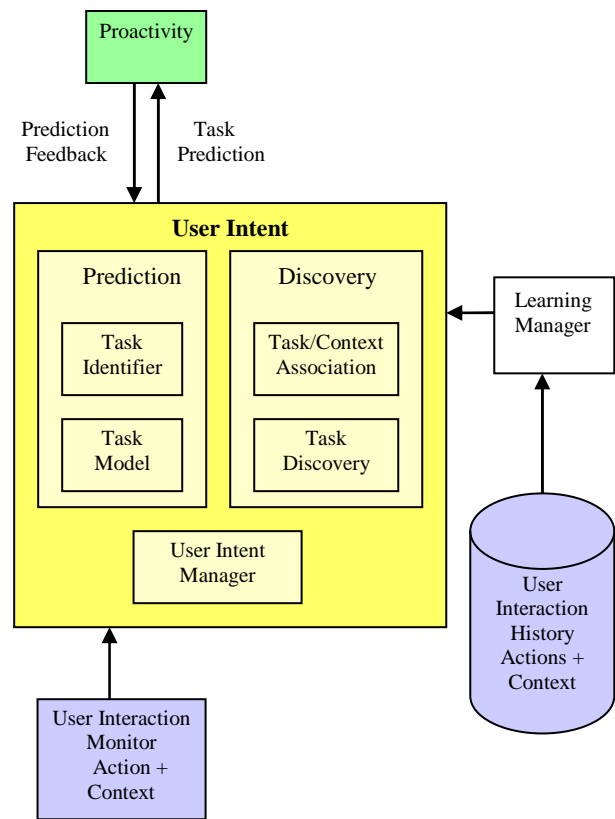 Proactivity
Prediction
Feedback
Task
Prediction
User Intent
Prediction
Task
Identifier
Task
Model
Discovery
Task/Context
Association
Task
Discovery
User Intent
Manager
Learning
Manager
User
Interaction
History
Actions +
Context
User Interaction
Monitor
Action +
Context